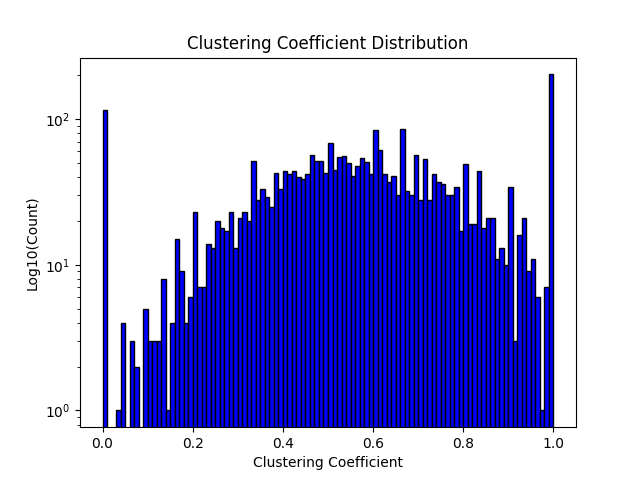 Clustering Coefficient Distribution
Log10(Count)
10²
10¹
10⁰
0.0 0.2 0.4 0.6 0.8 1.0
Clustering Coefficient